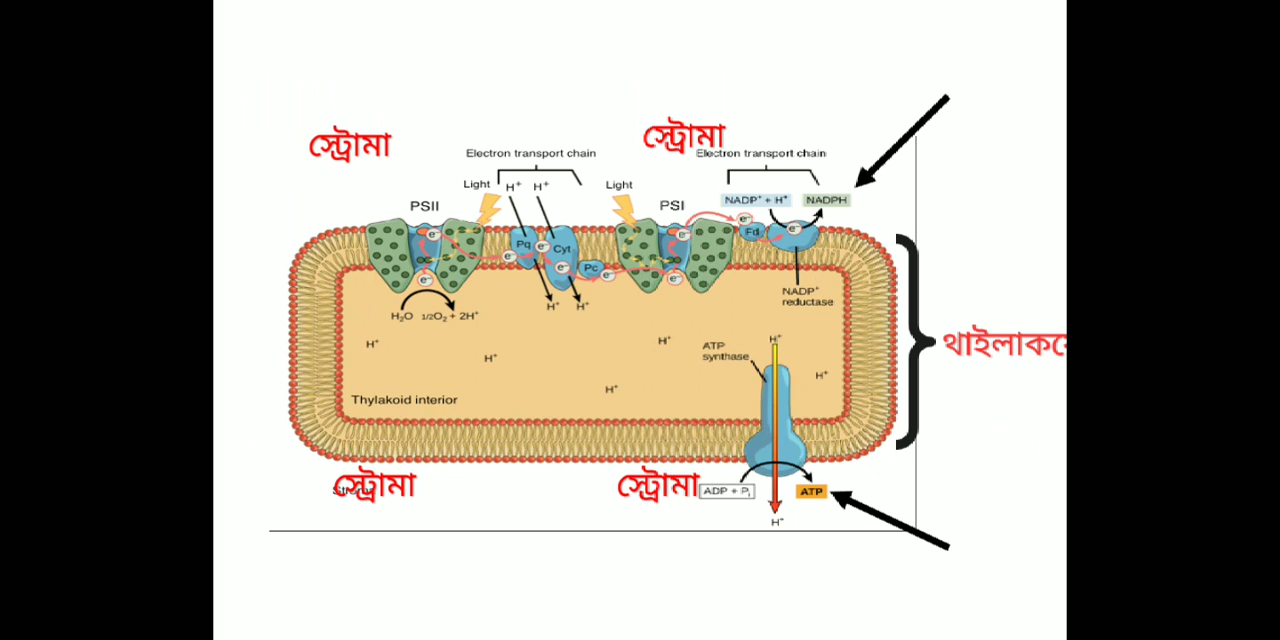 স্ট্রোমা
স্ট্রোমা
Electron transport chain
Electron transport chain
Light
H⁺ H⁺
Light
PSII
PSI
NADP⁺ + H⁺
NADPH
e⁻
e⁻
e⁻
Pq
e⁻
Cyt
e⁻
e⁻
Pc
e⁻
e⁻
Fd
e⁻
e⁻
NADP⁺
reductase
H₂O 1/2O₂ + 2H⁺
H⁺
H⁺
H⁺
H⁺
H⁺
H⁺
ATP
synthase
H⁺
H⁺
H⁺
Thylakoid interior
স্ট্রোমা
স্ট্রোমা
ADP + Pᵢ
ATP
H⁺